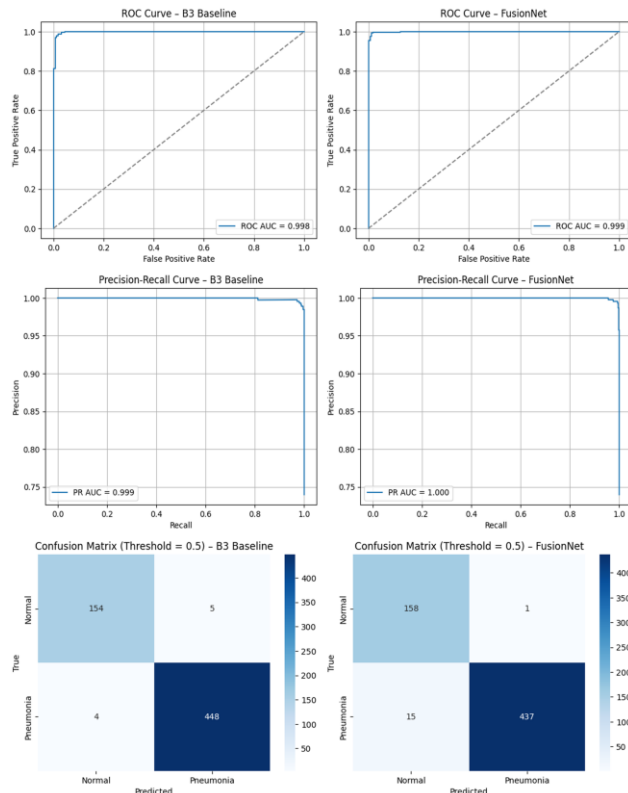 ROC Curve – B3 Baseline
True Positive Rate
1.0
0.8
0.6
0.4
0.2
0.0
0.0 0.2 0.4 0.6 0.8 1.0
ROC AUC = 0.998
False Positive Rate
ROC Curve – FusionNet
True Positive Rate
1.0
0.8
0.6
0.4
0.2
0.0
0.0 0.2 0.4 0.6 0.8 1.0
ROC AUC = 0.999
False Positive Rate
Precision-Recall Curve – B3 Baseline
Precision
1.00
0.95
0.90
0.85
0.80
0.75
PR AUC = 0.999
0.0 0.2 0.4 0.6 0.8 1.0
Recall
Precision-Recall Curve – FusionNet
Precision
1.00
0.95
0.90
0.85
0.80
0.75
PR AUC = 1.000
0.0 0.2 0.4 0.6 0.8 1.0
Recall
Confusion Matrix (Threshold = 0.5) – B3 Baseline
True
Normal
154 5
Pneumonia
4 448
Normal Pneumonia
Predicted
400
350
300
250
200
150
100
50
Confusion Matrix (Threshold = 0.5) – FusionNet
True
Normal
158 1
Pneumonia
15 437
Normal Pneumonia
Predicted
400
350
300
250
200
150
100
50